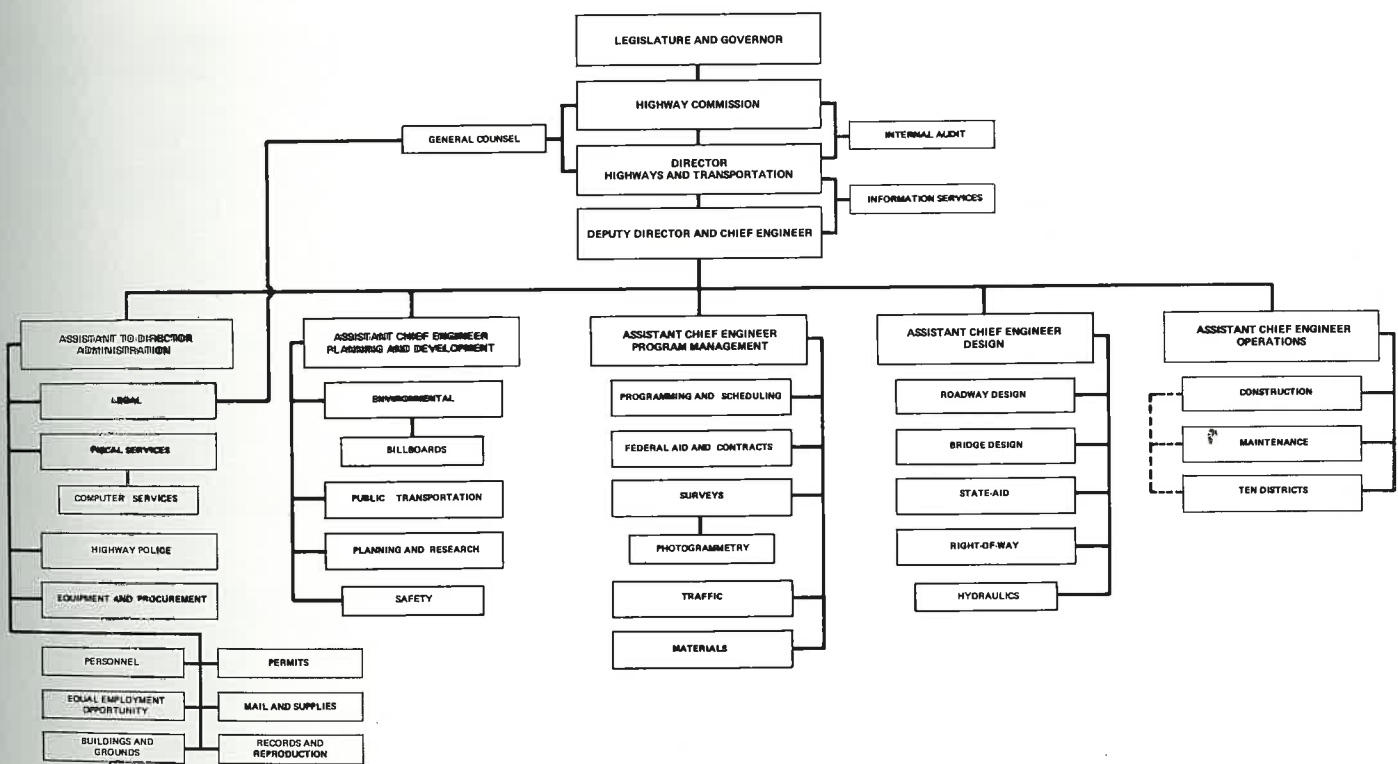 LEGISLATURE AND GOVERNOR
HIGHWAY COMMISSION
GENERAL COUNSEL
INTERNAL AUDIT
DIRECTOR
HIGHWAYS AND TRANSPORTATION
INFORMATION SERVICES
DEPUTY DIRECTOR AND CHIEF ENGINEER
ASSISTANT TO DIRECTOR
ADMINISTRATION
LEGAL
FISCAL SERVICES
COMPUTER SERVICES
HIGHWAY POLICE
EQUIPMENT AND PROCUREMENT
PERSONNEL
PERMITS
EQUAL EMPLOYMENT
OPPORTUNITY
MAIL AND SUPPLIES
BUILDINGS AND
GROUNDS
RECORDS AND
REPRODUCTION
ASSISTANT CHIEF ENGINEER
PLANNING AND DEVELOPMENT
ENVIRONMENTAL
BILLBOARDS
PUBLIC TRANSPORTATION
PLANNING AND RESEARCH
SAFETY
ASSISTANT CHIEF ENGINEER
PROGRAM MANAGEMENT
PROGRAMMING AND SCHEDULING
FEDERAL AID AND CONTRACTS
SURVEYS
PHOTOGRAMMETRY
TRAFFIC
MATERIALS
ASSISTANT CHIEF ENGINEER
DESIGN
ROADWAY DESIGN
BRIDGE DESIGN
STATE-AID
RIGHT-OF-WAY
HYDRAULICS
ASSISTANT CHIEF ENGINEER
OPERATIONS
CONSTRUCTION
MAINTENANCE
TEN DISTRICTS